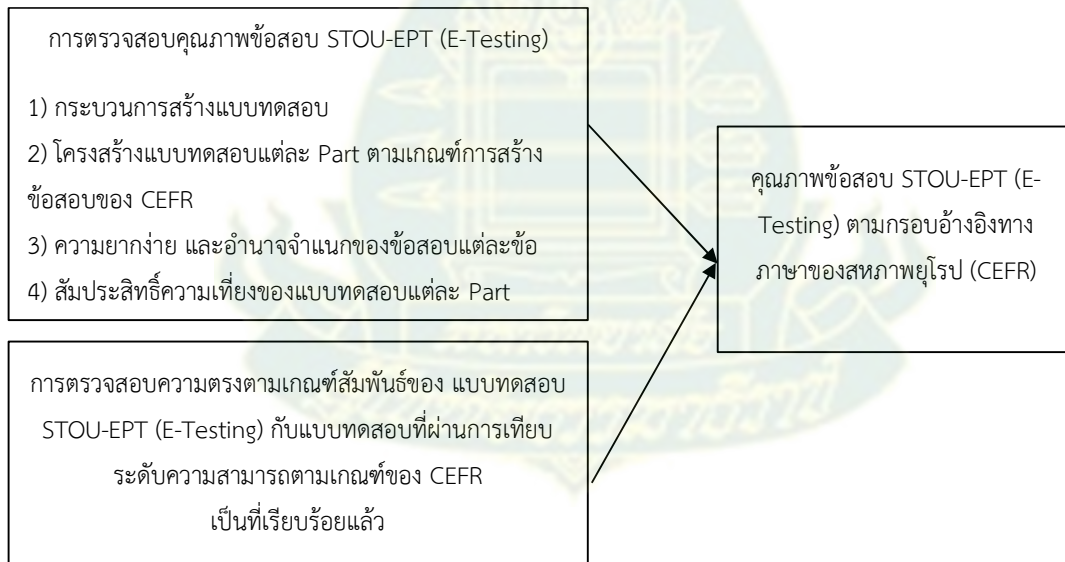 การตรวจสอบคุณภาพข้อสอบ STOU-EPT (E-Testing)
1) กระบวนการสร้างแบบทดสอบ
2) โครงสร้างแบบทดสอบแต่ละ Part ตามเกณฑ์การสร้าง
ข้อสอบของ CEFR
3) ความยากง่าย และอำนาจจำแนกของข้อสอบแต่ละข้อ
4) สัมประสิทธิ์ความเที่ยงของแบบทดสอบแต่ละ Part
การตรวจสอบความตรงตามเกณฑ์สัมพันธ์ของ แบบทดสอบ
STOU-EPT (E-Testing) กับแบบทดสอบที่ผ่านการเทียบ
ระดับความสามารถตามเกณฑ์ของ CEFR
เป็นที่เรียบร้อยแล้ว
คุณภาพข้อสอบ STOU-EPT (E-
Testing) ตามกรอบอ้างอิงทาง
ภาษาของสหภาพยุโรป (CEFR)